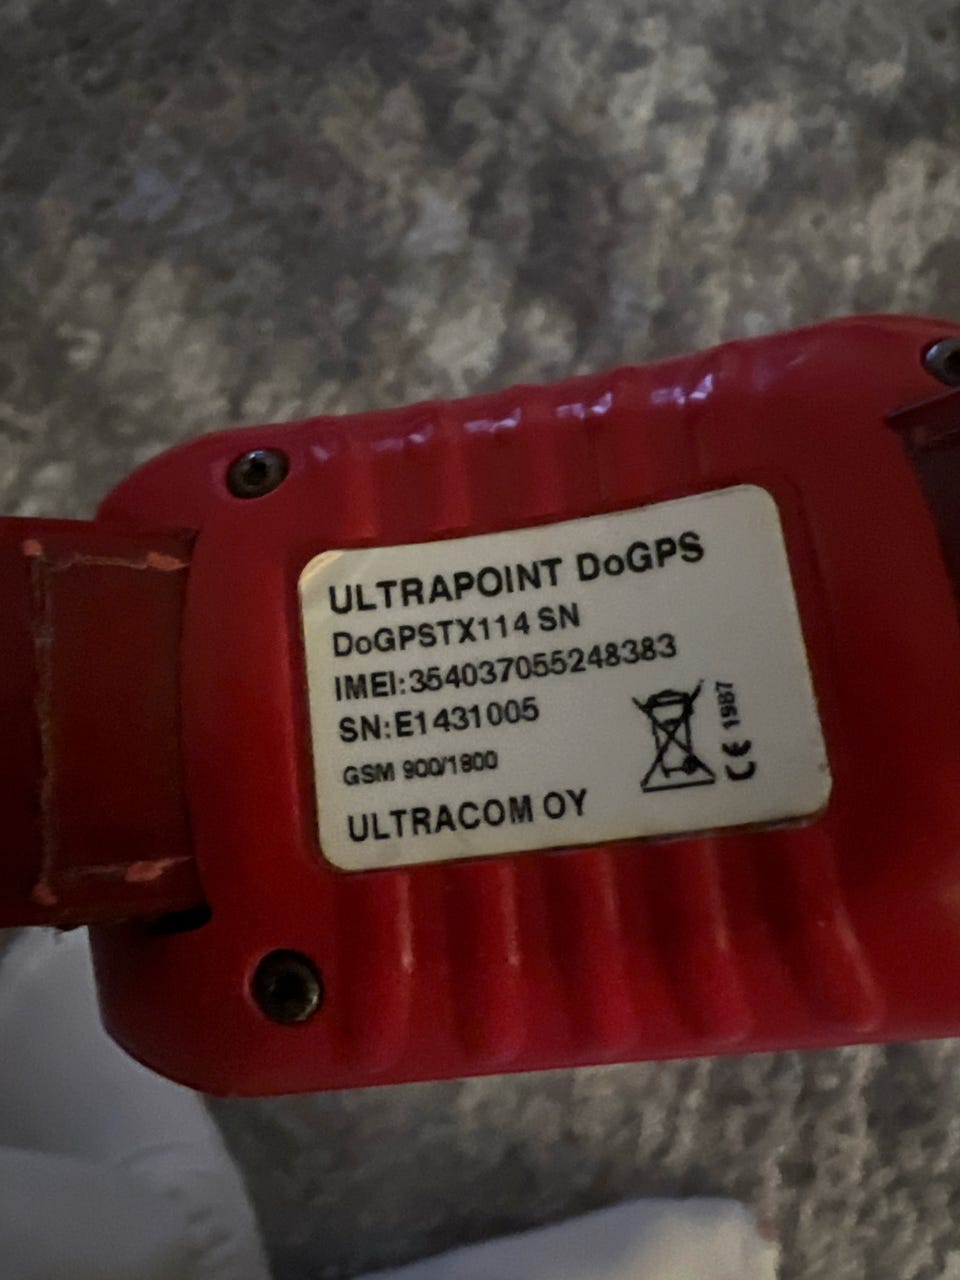 ULTRAPOINT DoGPS
DoGPSTX114 SN
IMEI:354037055248383
SN:E1431005
GSM 900/1800
ULTRACOM OY
CE 1987